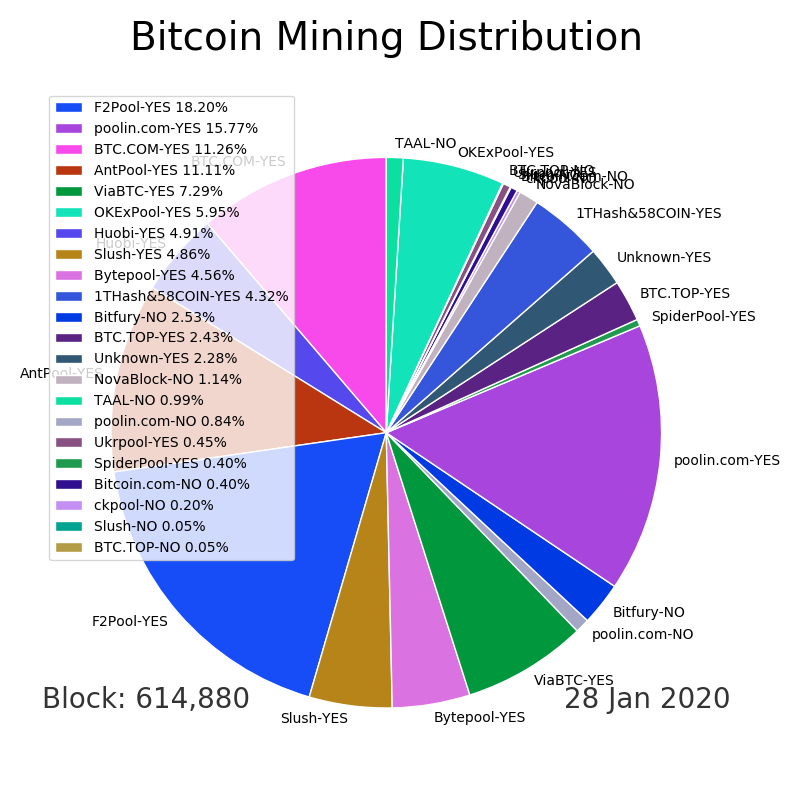 Bitcoin Mining Distribution
F2Pool-YES 18.20%
poolin.com-YES 15.77%
BTC.COM-YES 11.26%
AntPool-YES 11.11%
ViaBTC-YES 7.29%
OKExPool-YES 5.95%
Huobi-YES 4.91%
Slush-YES 4.86%
Bytepool-YES 4.56%
1THash&58COIN-YES 4.32%
Bitfury-NO 2.53%
BTC.TOP-YES 2.43%
Unknown-YES 2.28%
NovaBlock-NO 1.14%
TAAL-NO 0.99%
poolin.com-NO 0.84%
Ukrpool-YES 0.45%
SpiderPool-YES 0.40%
Bitcoin.com-NO 0.40%
ckpool-NO 0.20%
Slush-NO 0.05%
BTC.TOP-NO 0.05%
TAAL-NO
OKExPool-YES
BTC.TOP-NO
NovaBlock-NO
1THash&58COIN-YES
Unknown-YES
BTC.TOP-YES
SpiderPool-YES
poolin.com-YES
Bitfury-NO
poolin.com-NO
ViaBTC-YES
Bytepool-YES
Slush-YES
F2Pool-YES
AntPool-YES
Huobi-YES
BTC.COM-YES
Block: 614,880
28 Jan 2020